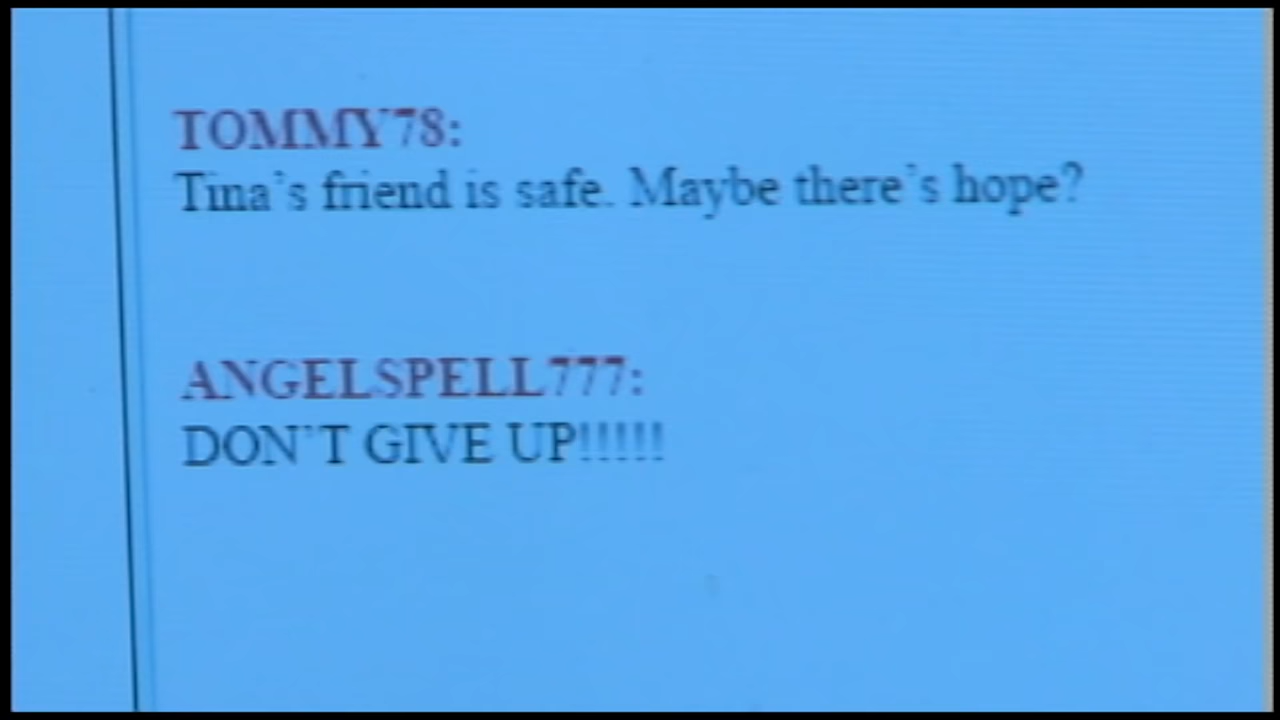 TOMMY78:
Tina's friend is safe. Maybe there's hope?
ANGELSPELL777:
DON'T GIVE UP!!!!!